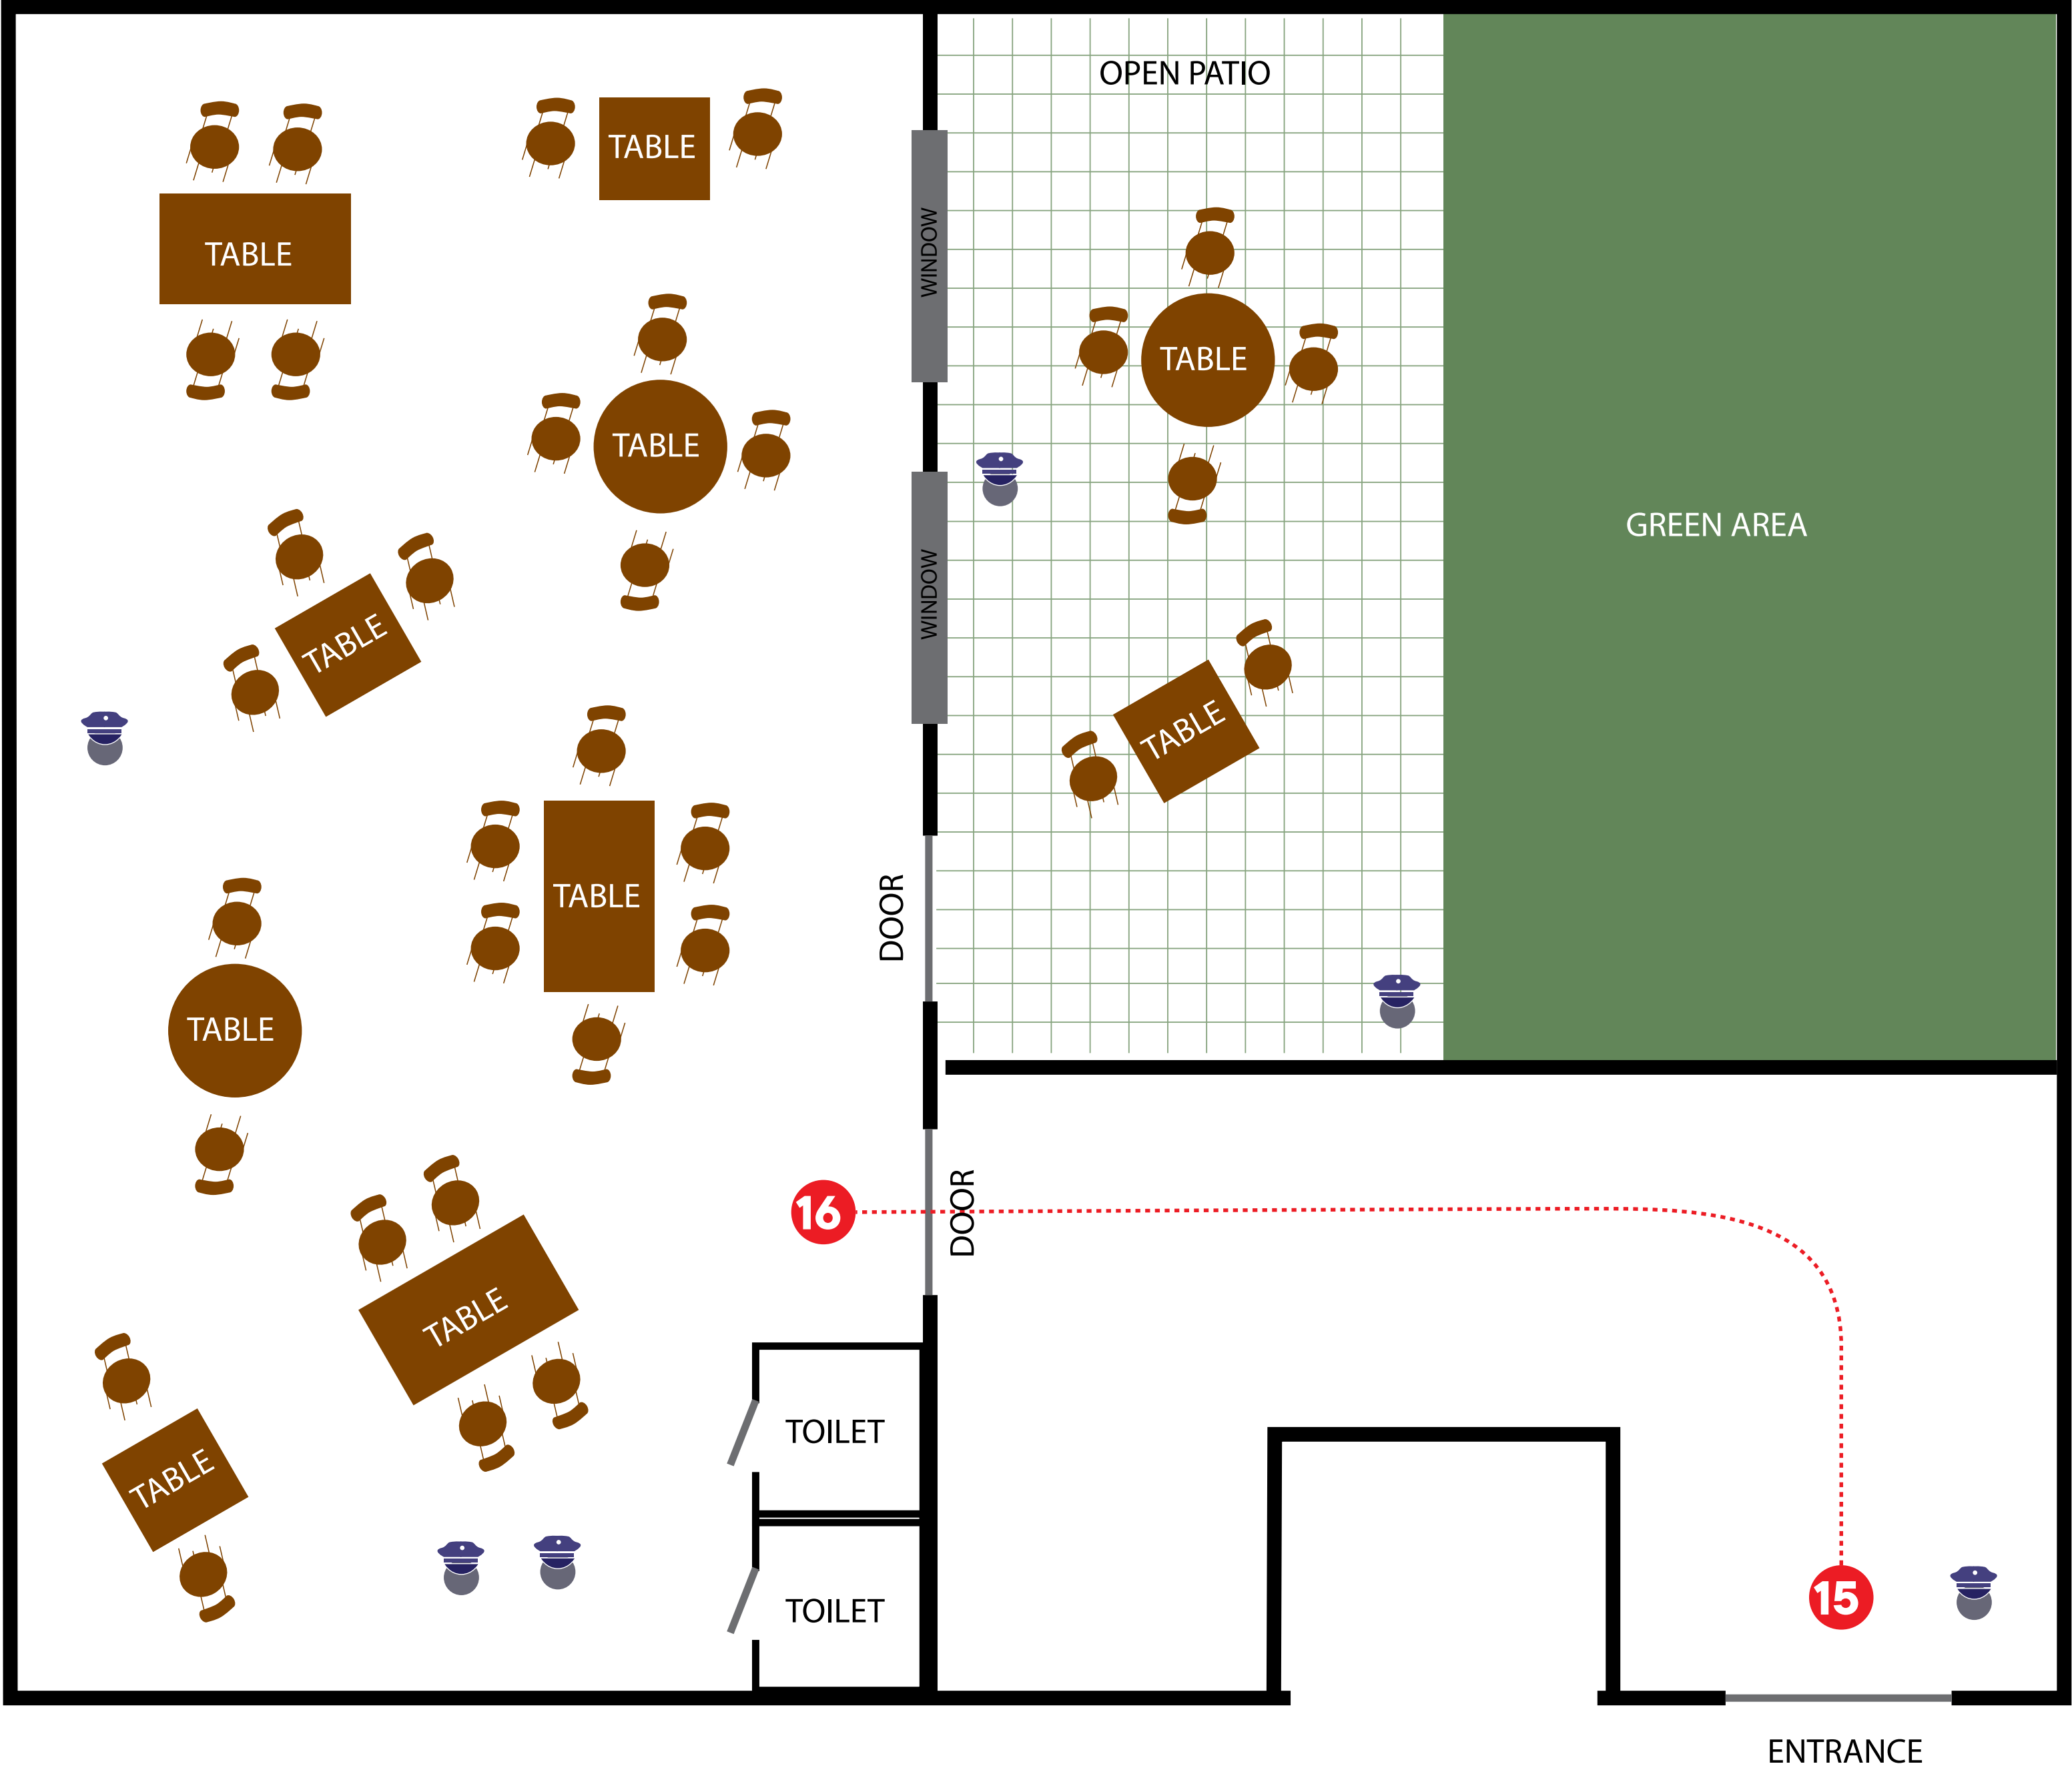 OPEN PATIO
TABLE
TABLE
WINDOW
TABLE
TABLE
GREEN AREA
WINDOW
TABLE
TABLE
TABLE
DOOR
TABLE
TABLE
16
DOOR
TABLE
TOILET
TABLE
TOILET
15
ENTRANCE